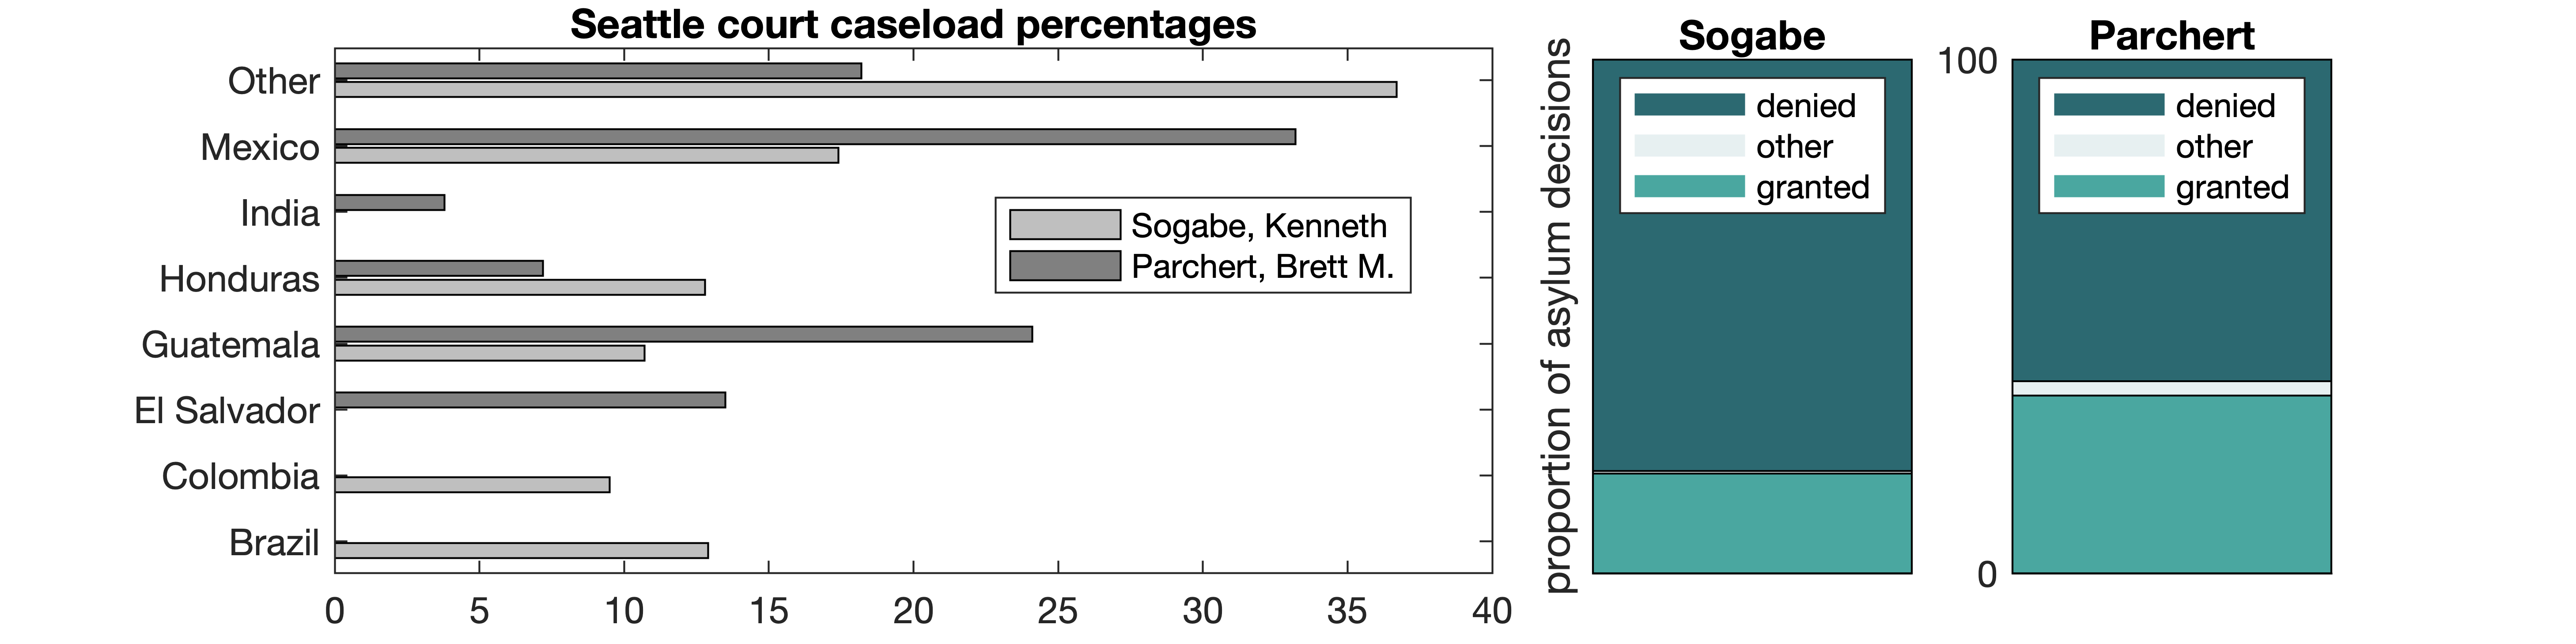 Seattle court caseload percentages
Other
Mexico
India
Honduras
Guatemala
El Salvador
Colombia
Brazil
0 5 10 15 20 25 30 35 40
Sogabe, Kenneth
Parchert, Brett M.
proportion of asylum decisions
Sogabe
denied
other
granted
Parchert
100
0
denied
other
granted